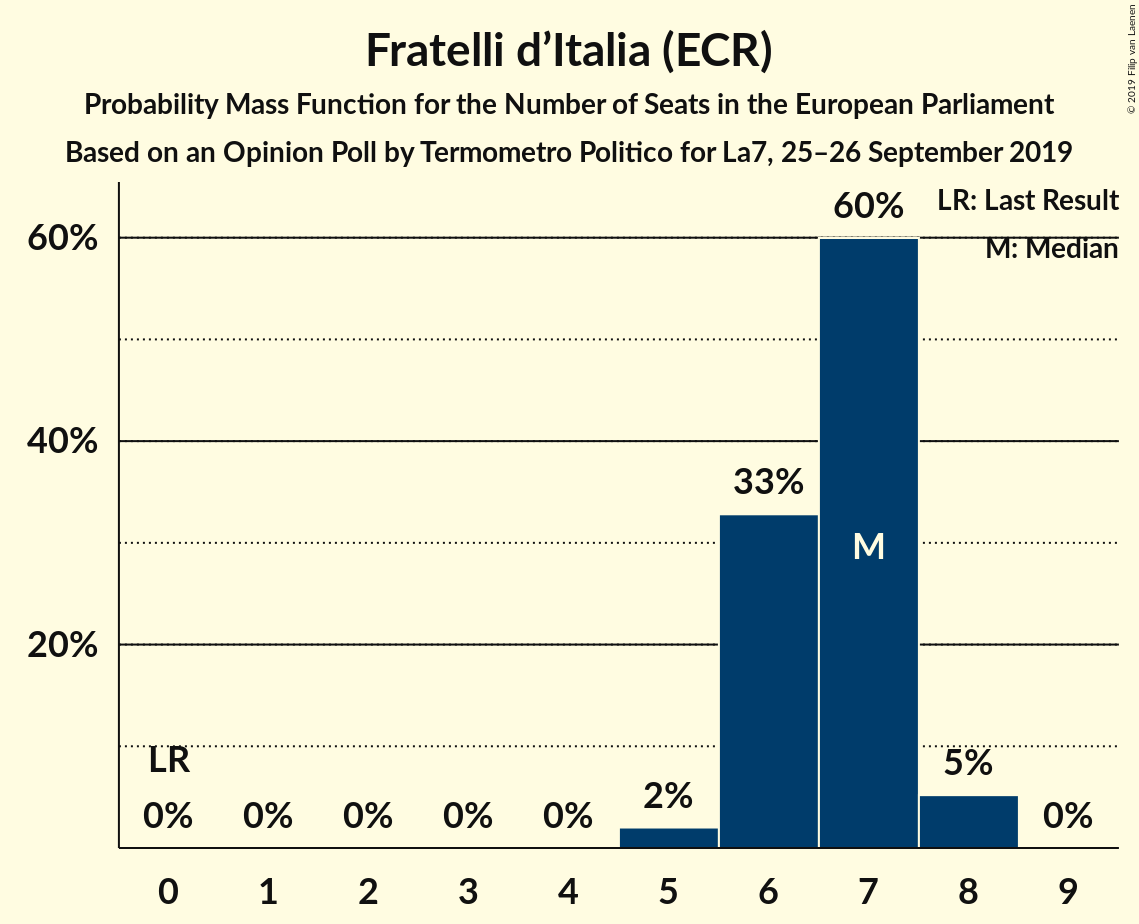 Fratelli d’Italia (ECR)
Probability Mass Function for the Number of Seats in the European Parliament
Based on an Opinion Poll by Termometro Politico for La7, 25–26 September 2019
© 2019 Filip van Laenen
LR: Last Result
M: Median
60%
40%
20%
LR
0%
0%
0%
0%
0%
2%
33%
60%
M
5%
0%
0
1
2
3
4
5
6
7
8
9